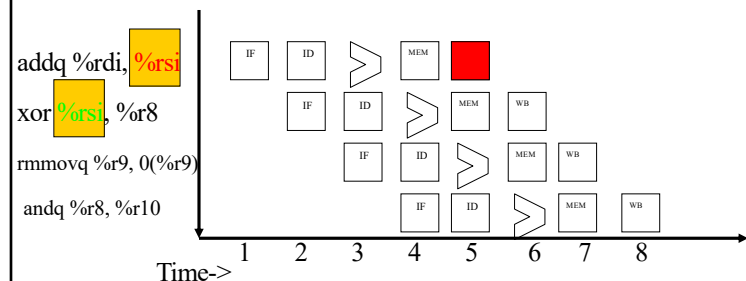 addq %rdi, %rsi IF ID MEM
xor %rsi, %r8 IF ID MEM WB
rmmovq %r9, 0(%r9) IF ID MEM WB
andq %r8, %r10 IF ID MEM WB
1 2 3 4 5 6 7 8
Time->